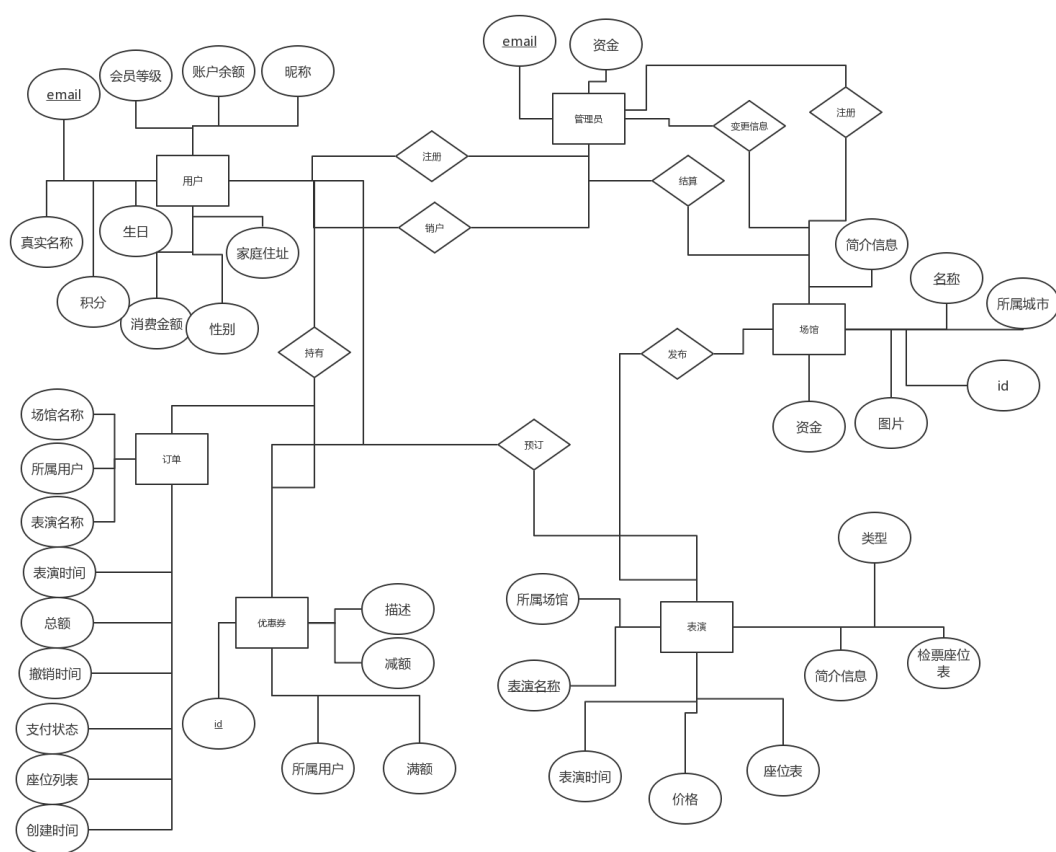 email
资金
会员等级
账户余额
昵称
email
管理员
变更信息
注册
注册
用户
结算
生日
销户
真实名称
家庭住址
简介信息
名称
积分
所属城市
消费金额
性别
场馆
持有
发布
id
场馆名称
资金
图片
预订
订单
所属用户
表演名称
类型
表演时间
所属场馆
描述
总额
优惠券
表演
减额
检票座位
表
撤销时间
简介信息
表演名称
id
支付状态
所属用户
满额
表演时间
座位表
座位列表
价格
创建时间